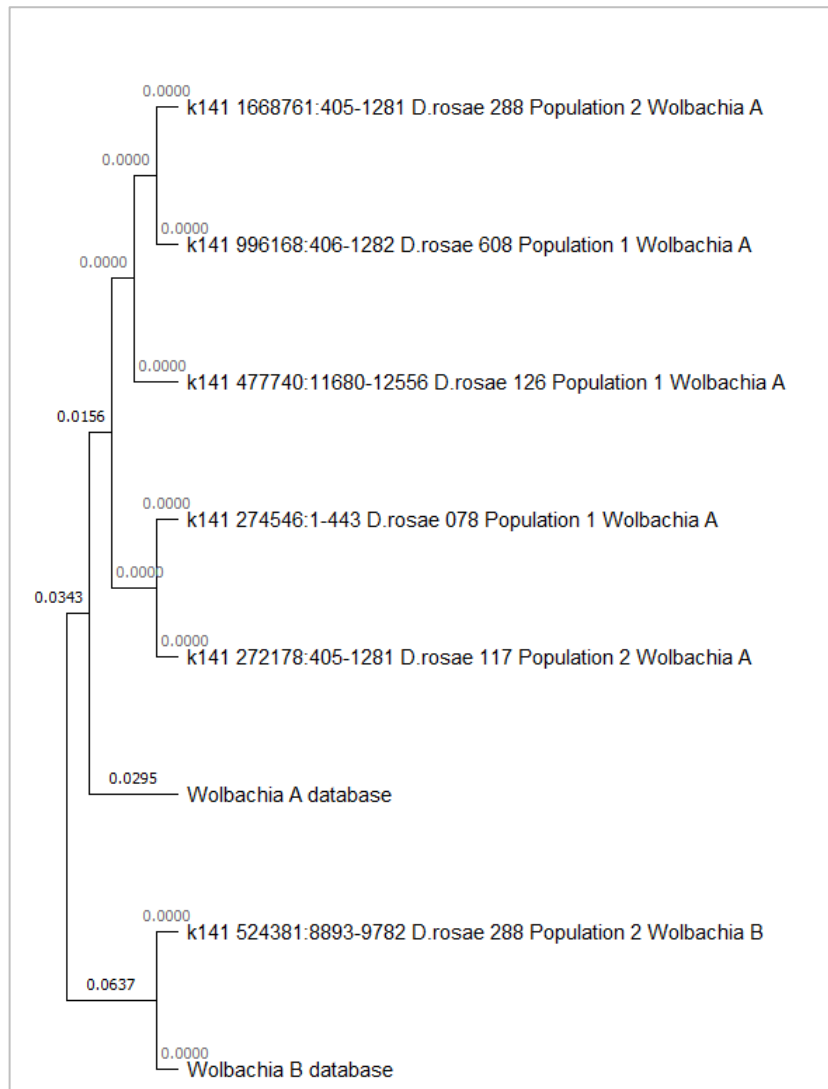 0.0000
k141 1668761:405-1281 D.rosae 288 Population 2 Wolbachia A
0.0000
0.0000
k141 996168:406-1282 D.rosae 608 Population 1 Wolbachia A
0.0000
0.0000
k141 477740:11680-12556 D.rosae 126 Population 1 Wolbachia A
0.0156
0.0000
k141 274546:1-443 D.rosae 078 Population 1 Wolbachia A
0.0000
0.0343
0.0000
k141 272178:405-1281 D.rosae 117 Population 2 Wolbachia A
0.0295
Wolbachia A database
0.0000
k141 524381:8893-9782 D.rosae 288 Population 2 Wolbachia B
0.0637
0.0000
Wolbachia B database